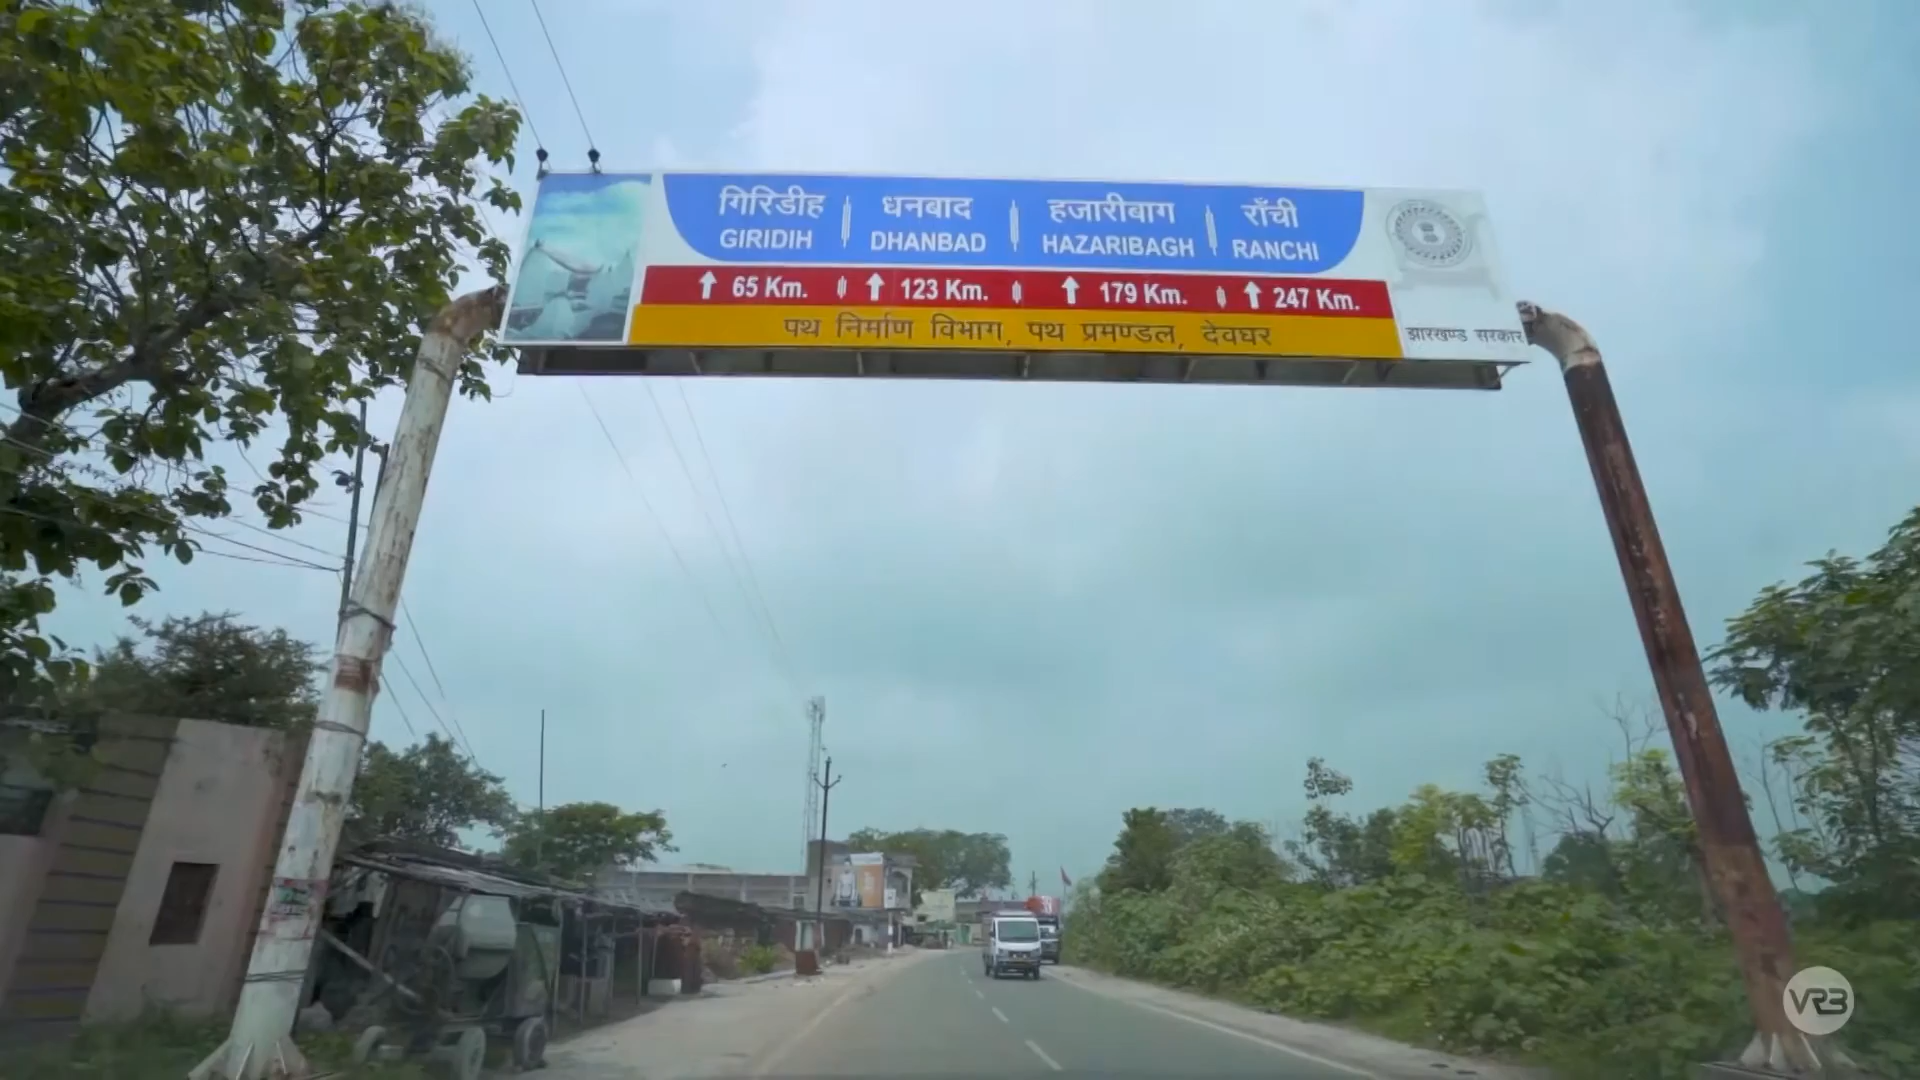 गिरिडीह धनबाद हजारीबाग राँची
GIRIDIH DHANBAD HAZARIBAGH RANCHI
↑ 65 Km. ↑ 123 Km. ↑ 179 Km. ↑ 247 Km.
पथ निर्माण विभाग, पथ प्रमण्डल, देवघर
झारखण्ड सरकार
VR3